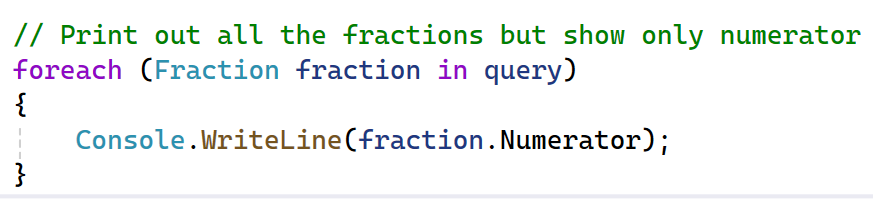 // Print out all the fractions but show only numerator
foreach (Fraction fraction in query)
{
    Console.WriteLine(fraction.Numerator);
}